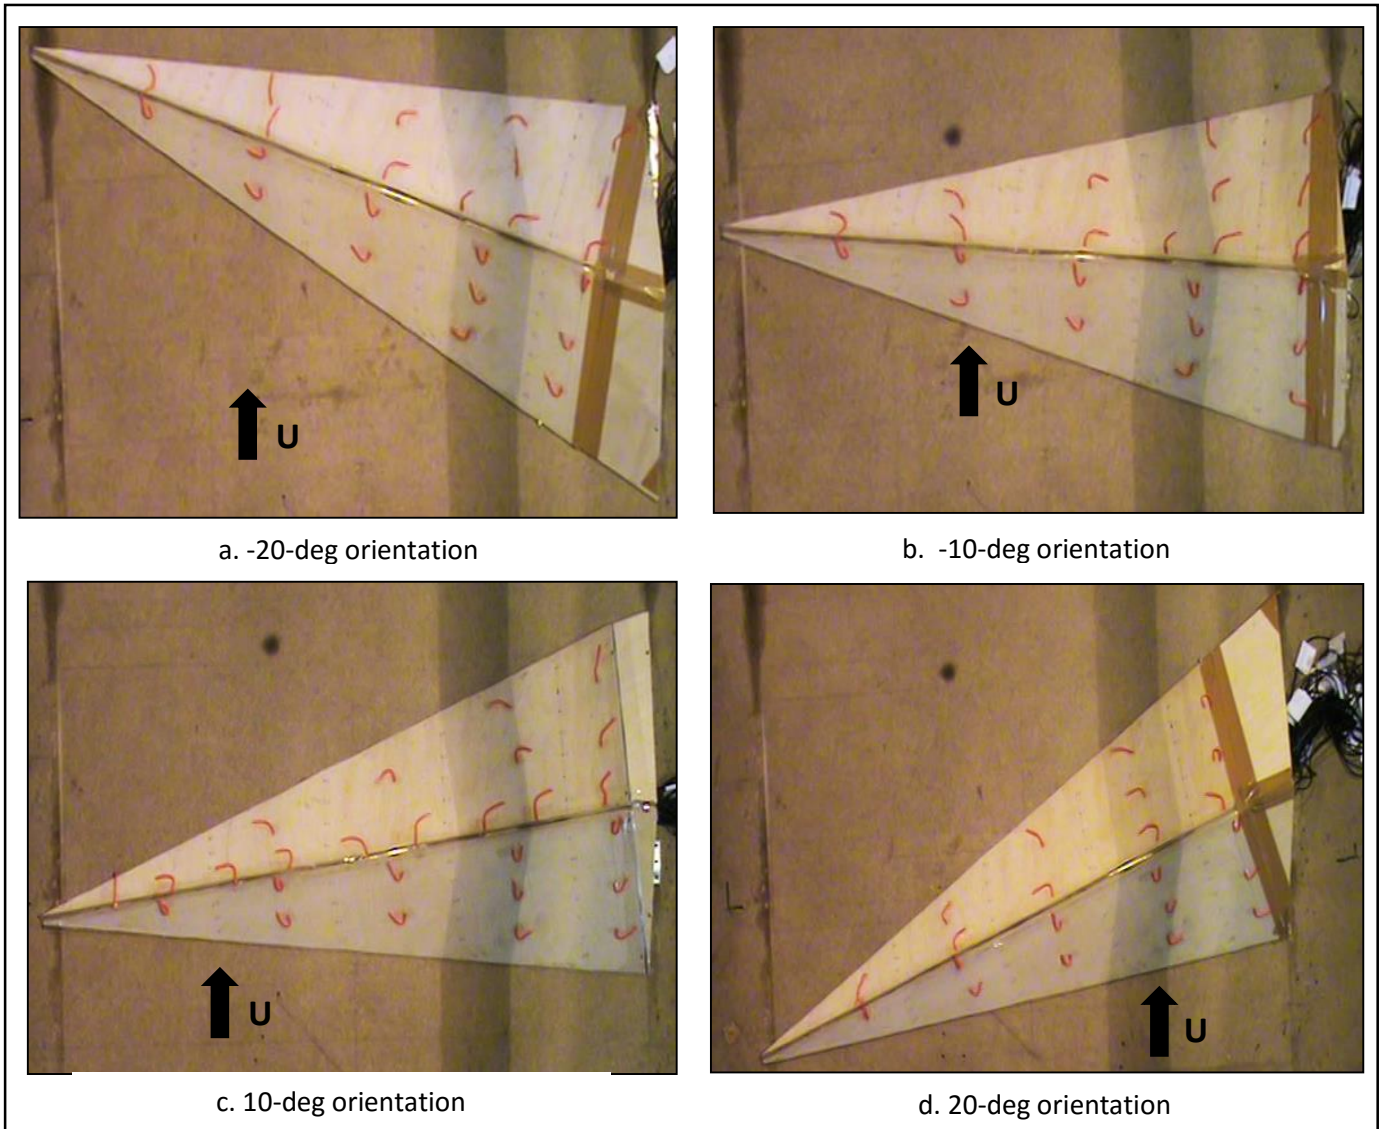 U
U
a. -20-deg orientation
b. -10-deg orientation
U
U
c. 10-deg orientation
d. 20-deg orientation